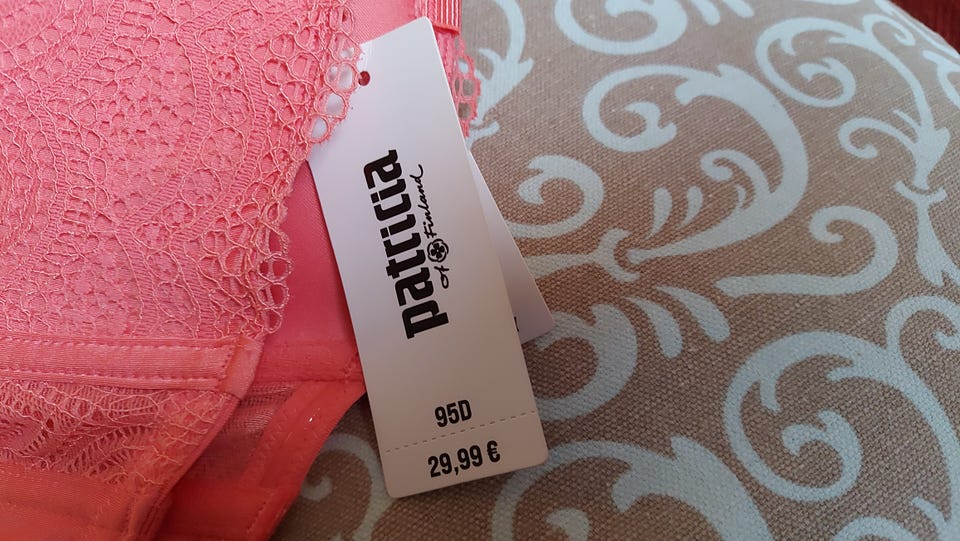 patricia
of Finland
95D
29,99 €